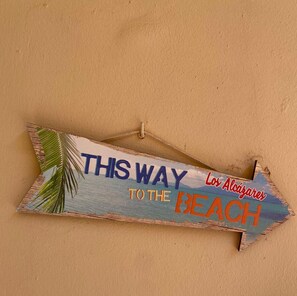 THIS WAY
Los Alcazares
TO THE BEACH